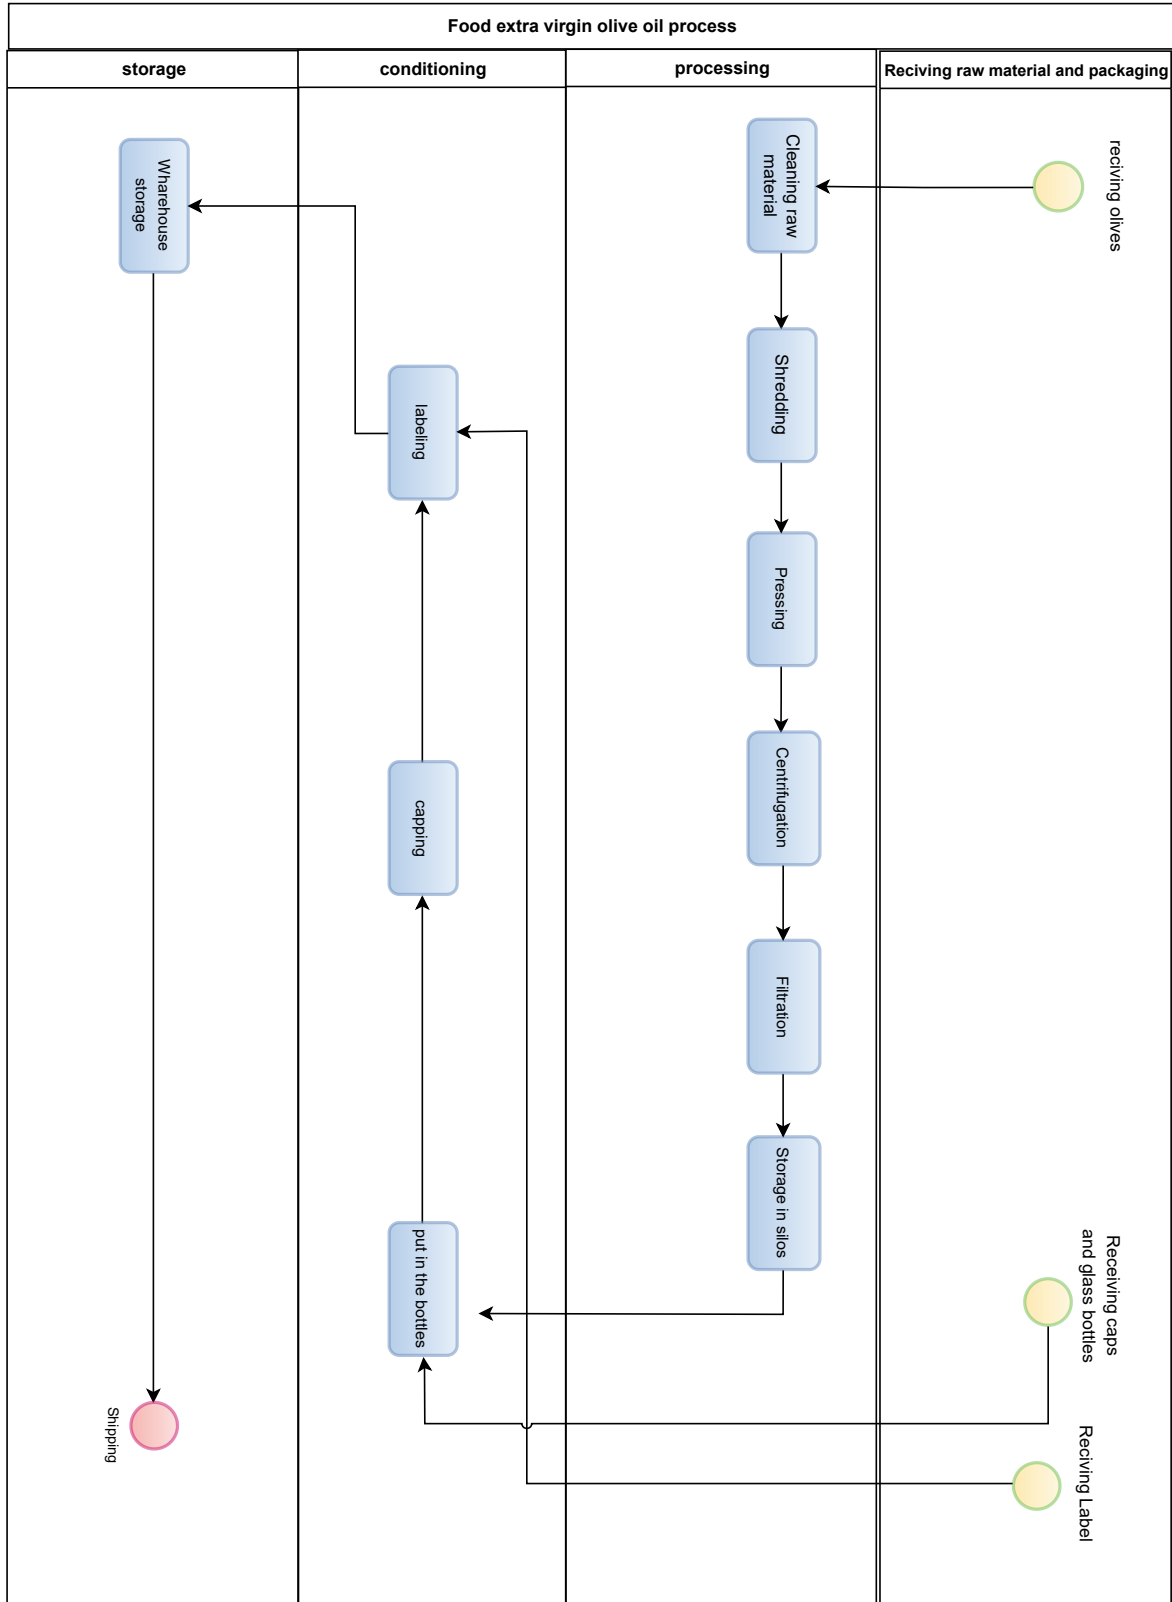 Food extra virgin olive oil process
storage
conditioning
processing
Reciving raw material and packaging
reciving olives
Cleaning raw
material
Shredding
Pressing
Centrifugation
Filtration
Storage in silos
Receiving caps
and glass bottles
Reciving Label
put in the bottles
capping
labeling
Wharehouse
storage
Shipping